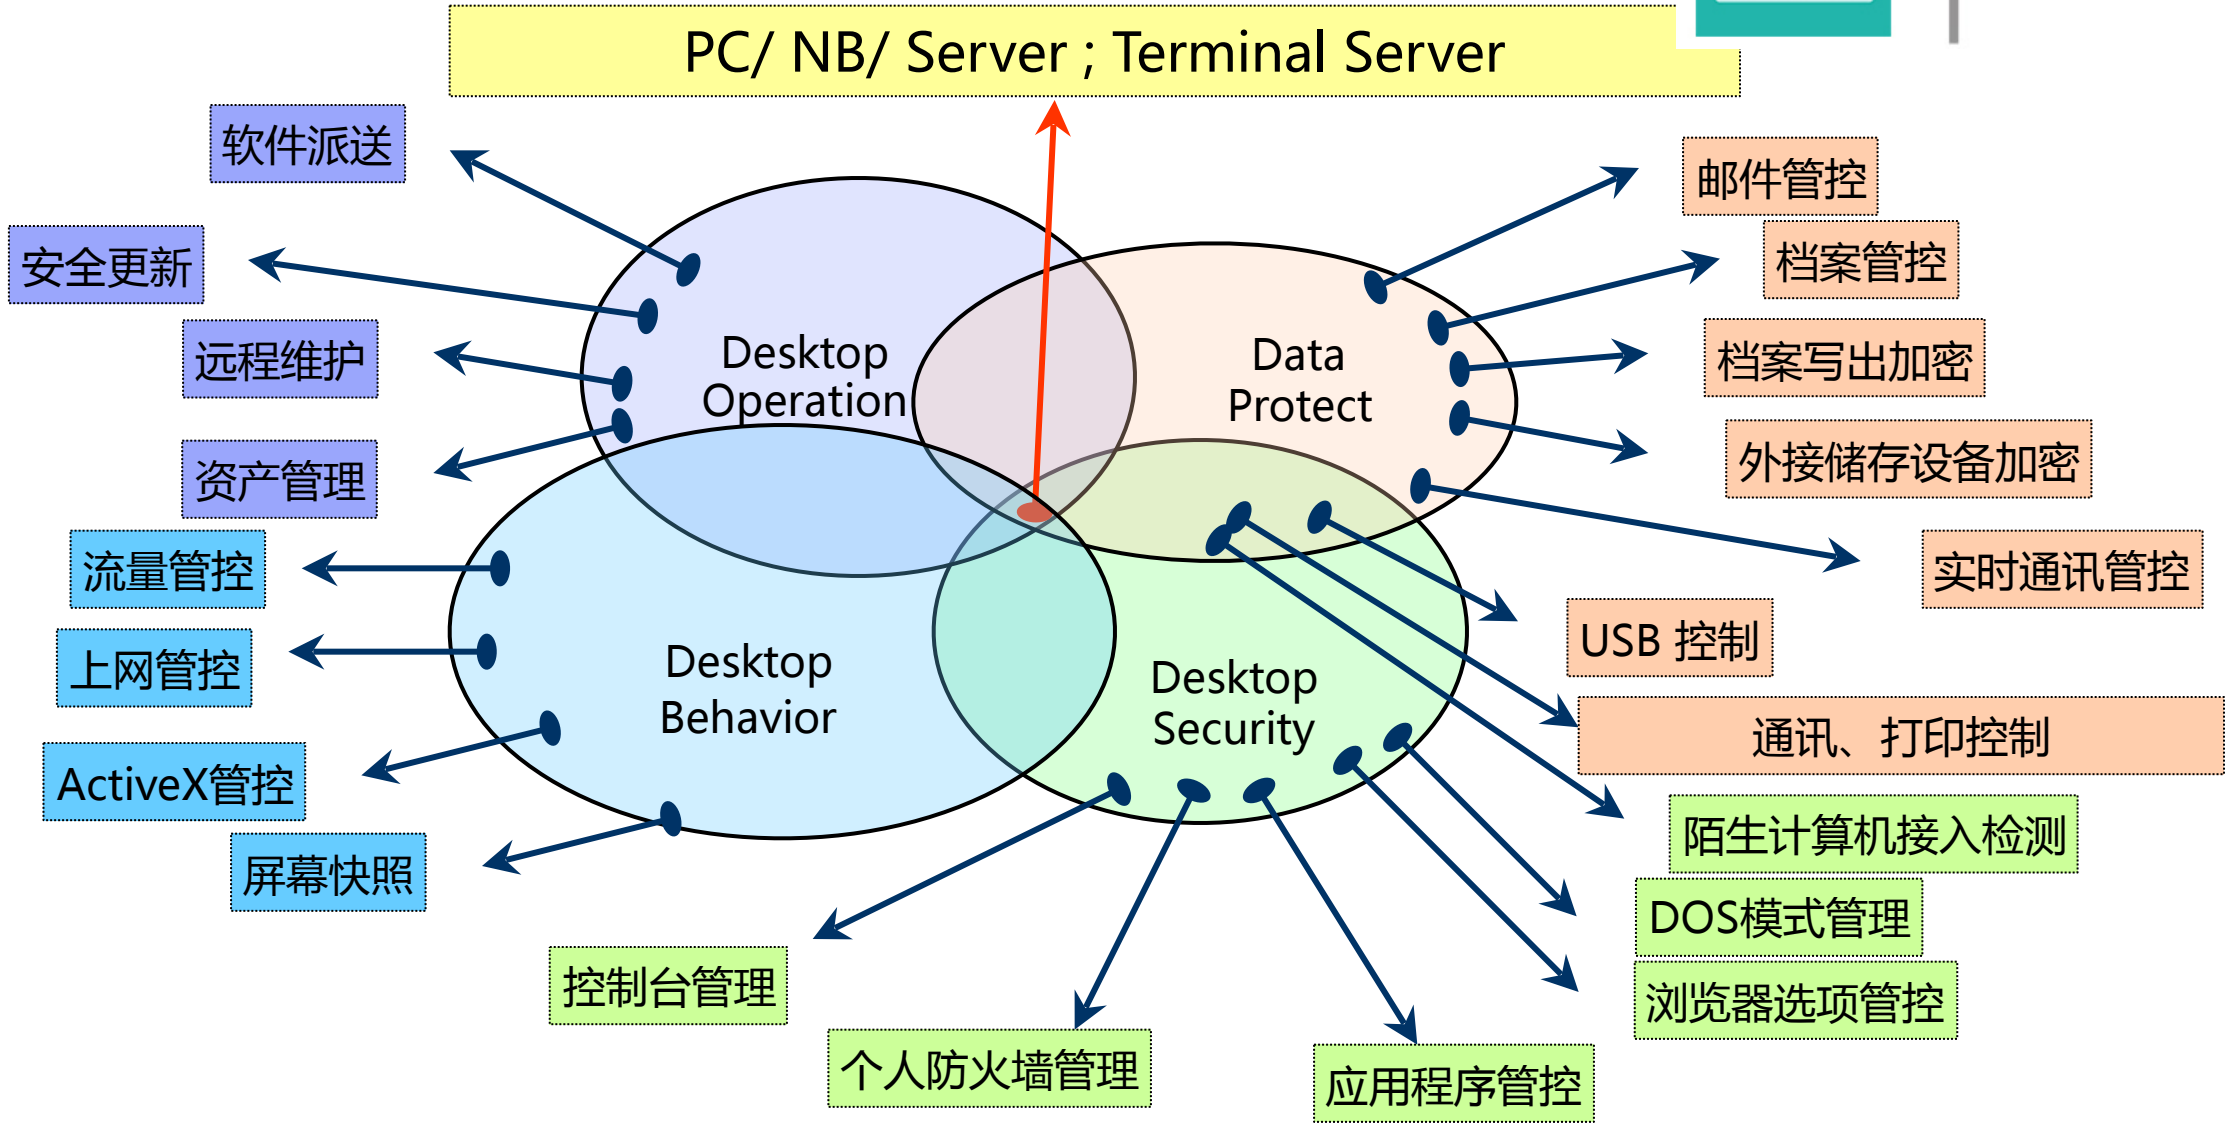 PC/ NB/ Server ; Terminal Server
软件派送
安全更新
远程维护
资产管理
流量管控
上网管控
ActiveX管控
屏幕快照
Desktop
Operation
Data
Protect
Desktop
Behavior
Desktop
Security
邮件管控
档案管控
档案写出加密
外接储存设备加密
实时通讯管控
USB 控制
通讯、打印控制
陌生计算机接入检测
DOS模式管理
浏览器选项管控
控制台管理
个人防火墙管理
应用程序管控